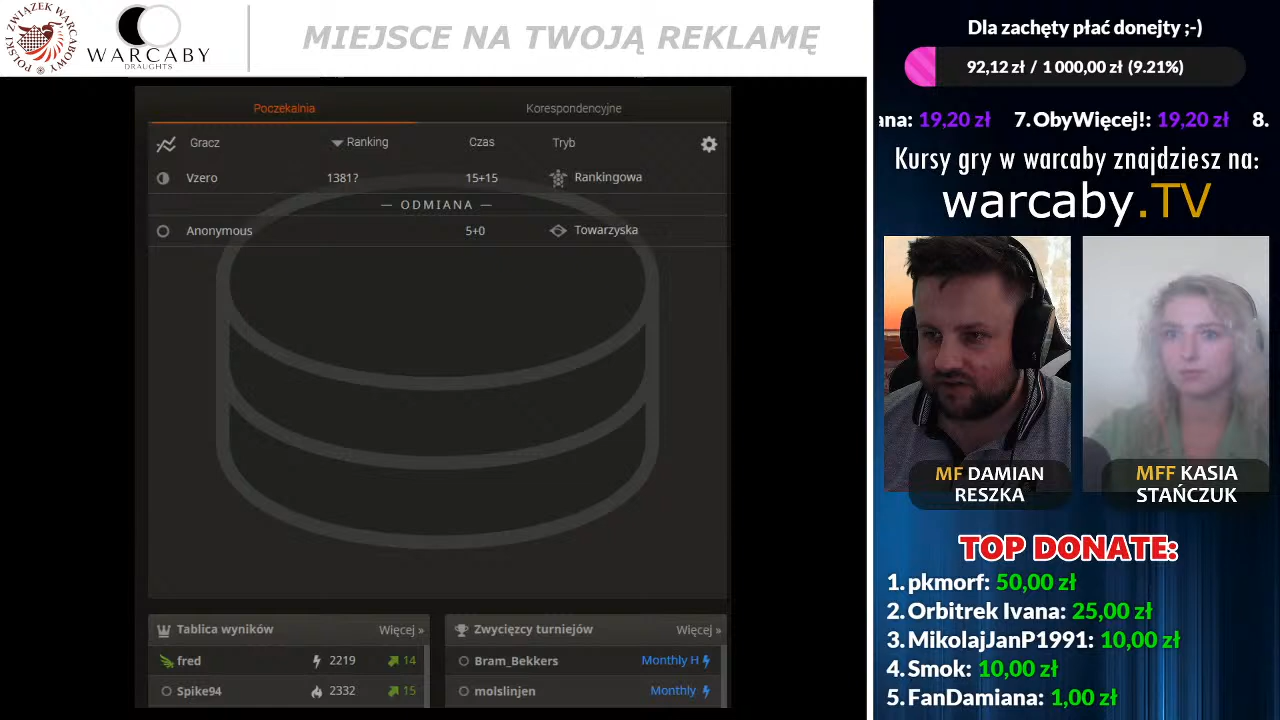 POLSKI ZWIĄZEK WARCABOWY
WARCABY
DRAUGHTS
MIEJSCE NA TWOJĄ REKLAMĘ
Poczekalnia Korespondencyjne
Gracz Ranking Czas Tryb
Vzero 1381? 15+15 Rankingowa
— ODMIANA —
Anonymous 5+0 Towarzyska
Tablica wyników Więcej »
fred 2219 14
Spike94 2332 15
Zwycięzcy turniejów Więcej »
Bram_Bekkers Monthly H
molslinjen Monthly
Dla zachęty płać donejty ;-)
92,12 zł / 1 000,00 zł (9.21%)
ana: 19,20 zł 7. ObyWięcej!: 19,20 zł 8.
Kursy gry w warcaby znajdziesz na:
warcaby.TV
MF DAMIAN
RESZKA
MFF KASIA
STAŃCZUK
TOP DONATE:
1. pkmorf: 50,00 zł
2. Orbitrek Ivana: 25,00 zł
3. MikolajJanP1991: 10,00 zł
4. Smok: 10,00 zł
5. FanDamiana: 1,00 zł